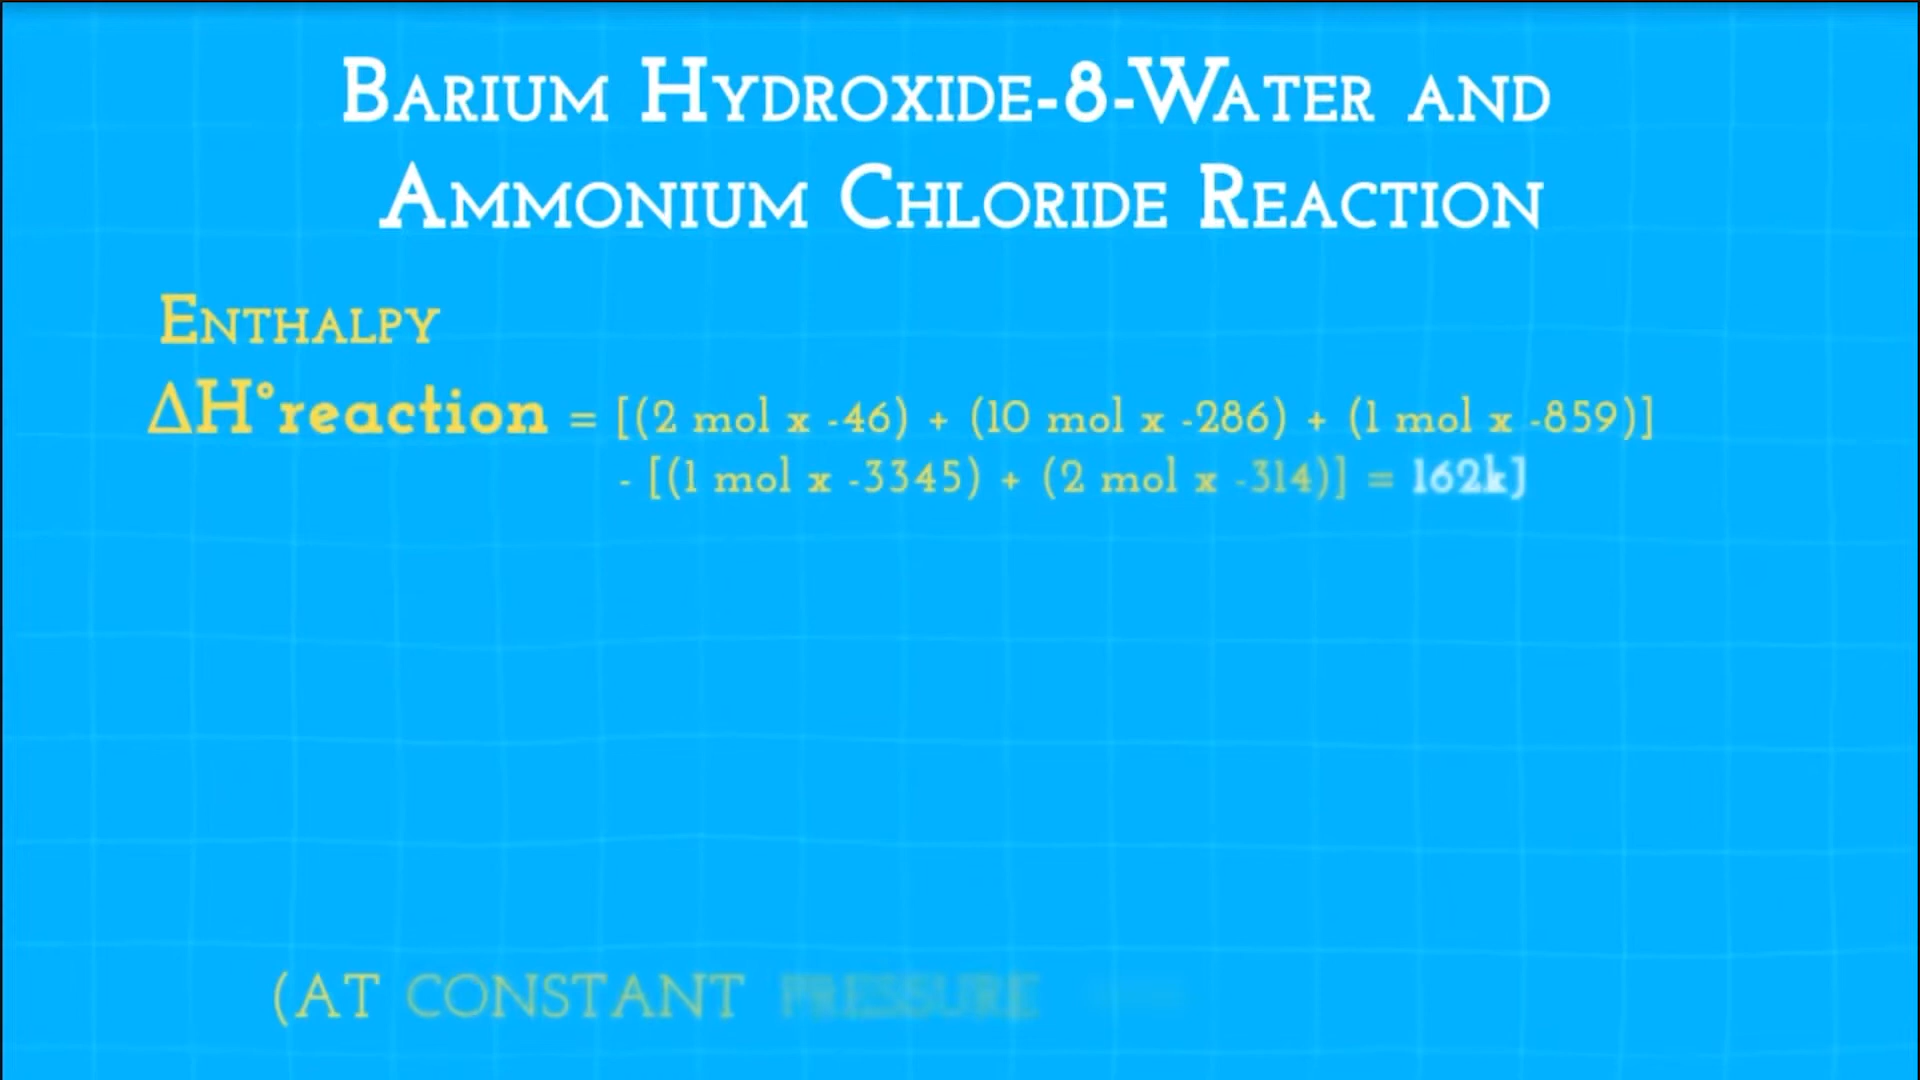 Barium Hydroxide-8-Water and
Ammonium Chloride Reaction
Enthalpy
ΔH°reaction = [(2 mol x -46) + (10 mol x -286) + (1 mol x -859)]
- [(1 mol x -3345) + (2 mol x -314)] = 162kJ
(AT CONSTANT PRESSURE